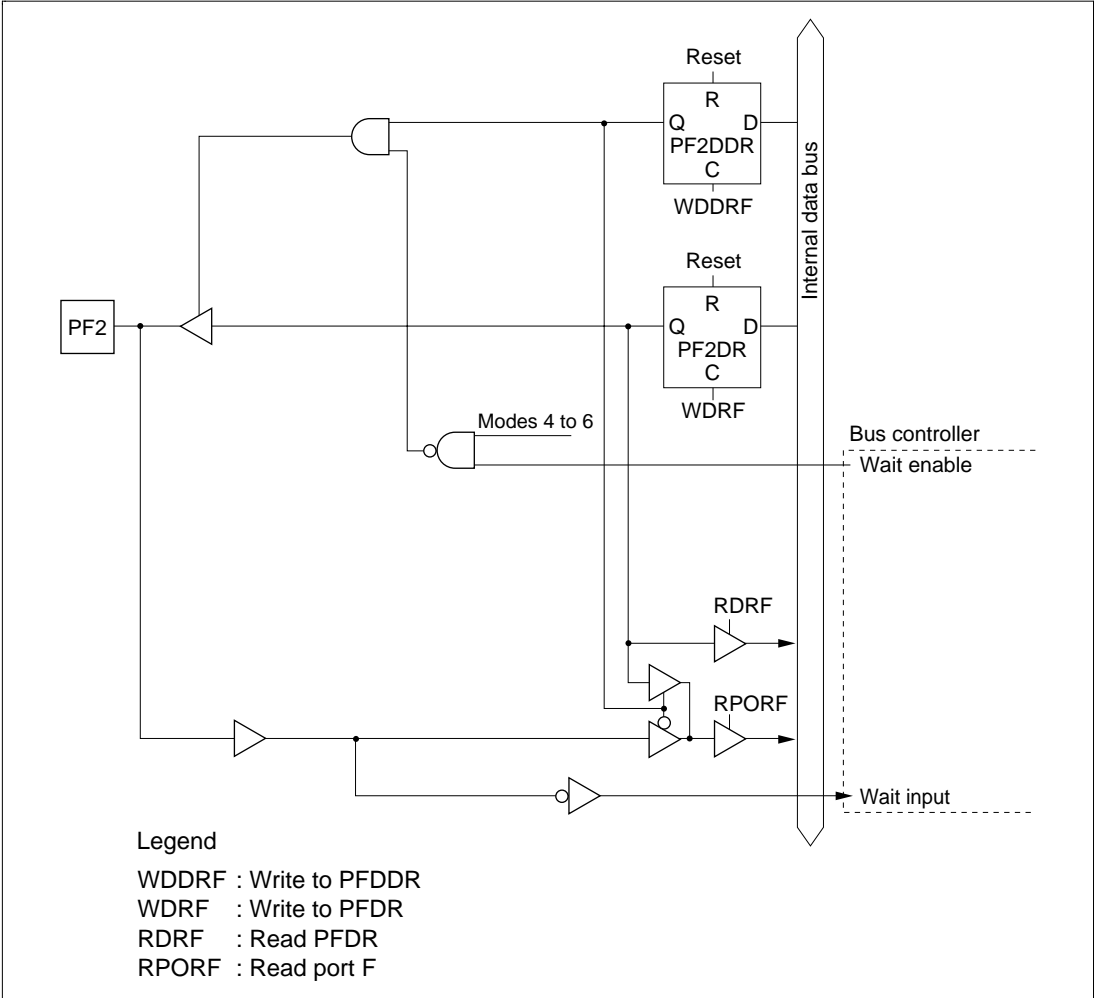 Reset
R
Q D
PF2DDR
C
WDDRF
Internal data bus
Reset
R
PF2
Q D
PF2DR
C
WDRF
Modes 4 to 6
Bus controller
Wait enable
RDRF
RPORF
Wait input
Legend
WDDRF : Write to PFDDR
WDRF : Write to PFDR
RDRF : Read PFDR
RPORF : Read port F